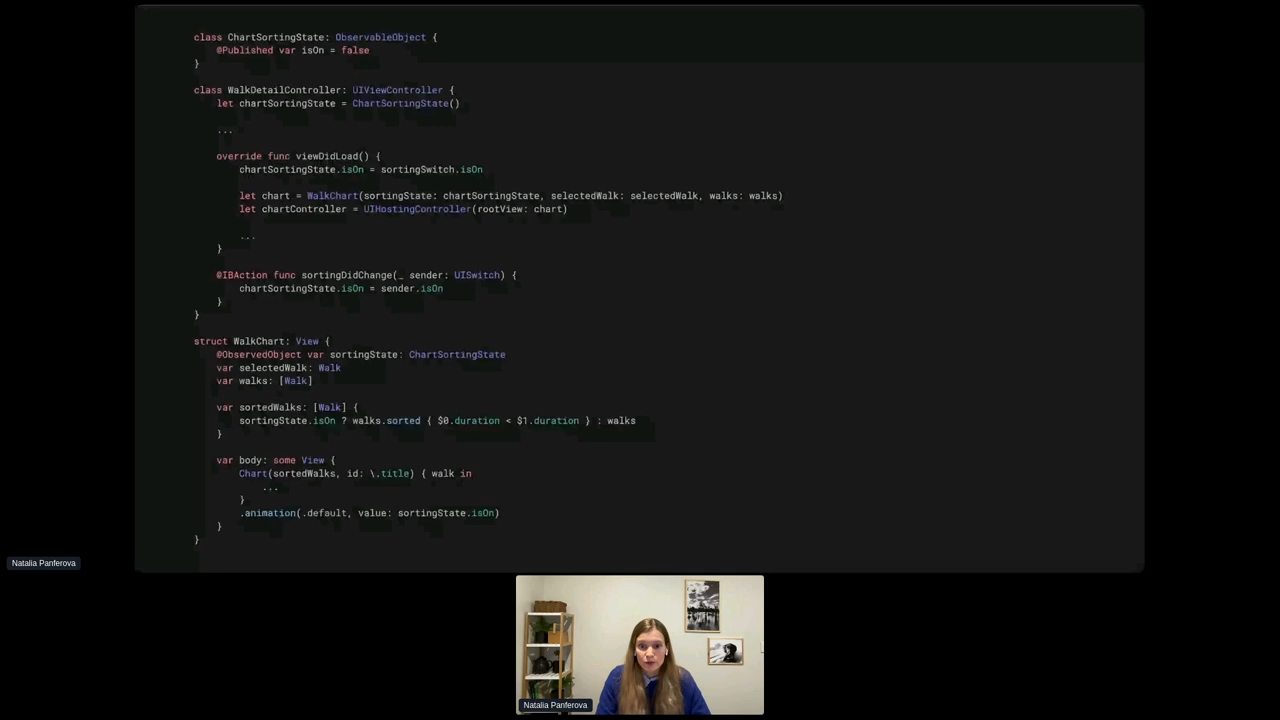 class ChartSortingState: ObservableObject {
@Published var isOn = false
}
class WalkDetailController: UIViewController {
let chartSortingState = ChartSortingState()
...
override func viewDidLoad() {
chartSortingState.isOn = sortingSwitch.isOn
let chart = WalkChart(sortingState: chartSortingState, selectedWalk: selectedWalk, walks: walks)
let chartController = UIHostingController(rootView: chart)
...
}
@IBAction func sortingDidChange(_ sender: UISwitch) {
chartSortingState.isOn = sender.isOn
}
}
struct WalkChart: View {
@ObservedObject var sortingState: ChartSortingState
var selectedWalk: Walk
var walks: [Walk]
var sortedWalks: [Walk] {
sortingState.isOn ? walks.sorted { $0.duration < $1.duration } : walks
}
var body: some View {
Chart(sortedWalks, id: \.title) { walk in
...
}
.animation(.default, value: sortingState.isOn)
}
}
Natalia Panferova
Natalia Panferova